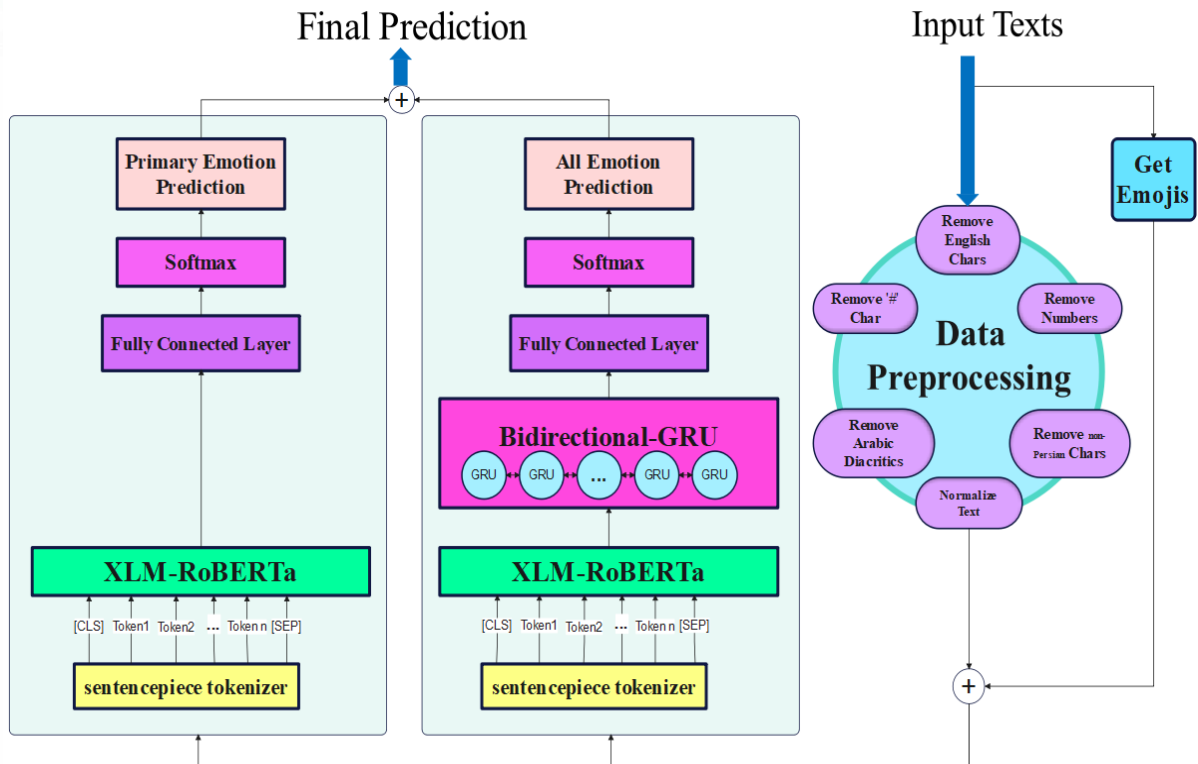 Final Prediction
Primary Emotion
Prediction
Softmax
Fully Connected Layer
XLM-RoBERTa
[CLS] Token1 Token2 ... Token n [SEP]
sentencepiece tokenizer
+
All Emotion
Prediction
Softmax
Fully Connected Layer
Bidirectional-GRU
GRU GRU ... GRU GRU
XLM-RoBERTa
[CLS] Token1 Token2 ... Token n [SEP]
sentencepiece tokenizer
Input Texts
Get
Emojis
Remove
English
Chars
Remove '#'
Char
Remove
Numbers
Data
Preprocessing
Remove
Arabic
Diacritics
Remove non-
Persian Chars
Normalize
Text
+